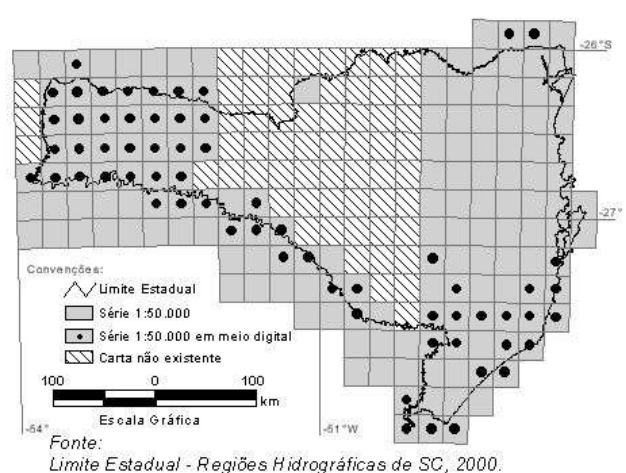 -26°S
-27°
Convenções:
Limite Estadual
Série 1:50.000
Série 1:50.000 em meio digital
Carta não existente
100 0 100
km
Escala Gráfica
-54° -51°W
Fonte:
Limite Estadual - Regiões Hidrográficas de SC, 2000.